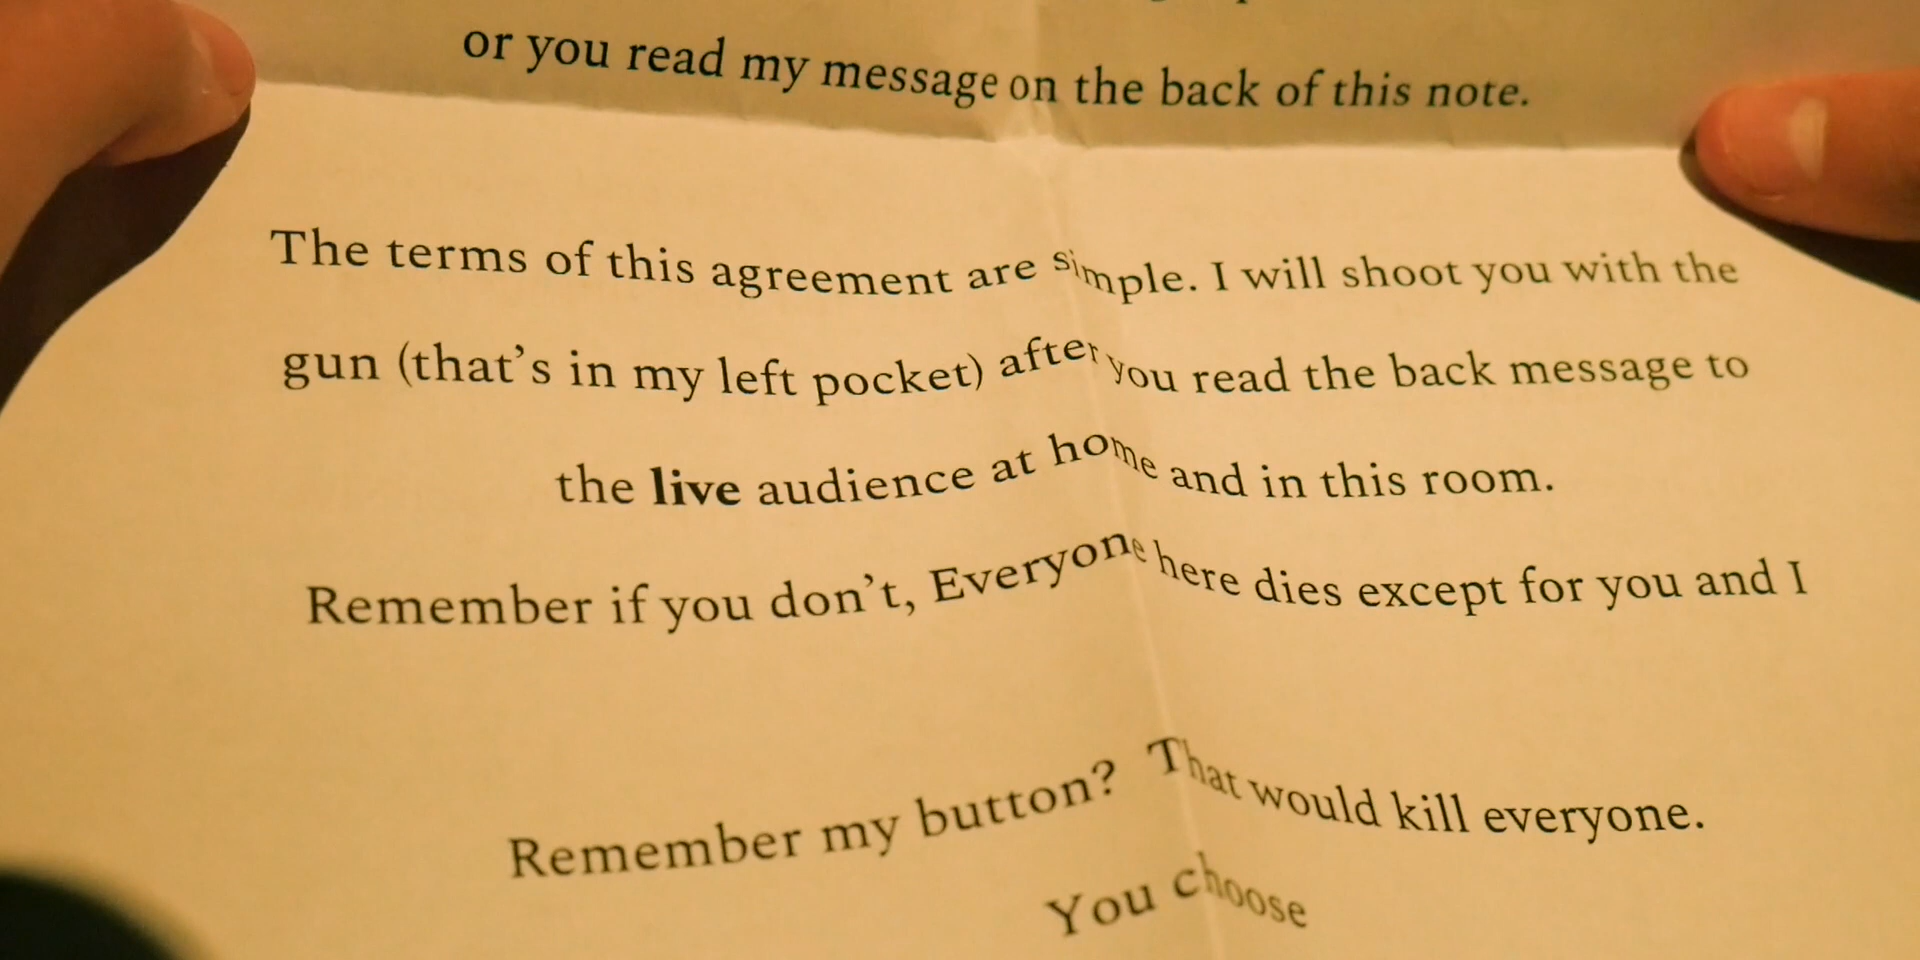 or you read my message on the back of this note.
The terms of this agreement are simple. I will shoot you with the
gun (that's in my left pocket) after you read the back message to
the live audience at home and in this room.
Remember if you don't, Everyone here dies except for you and I
Remember my button? That would kill everyone.
You choose